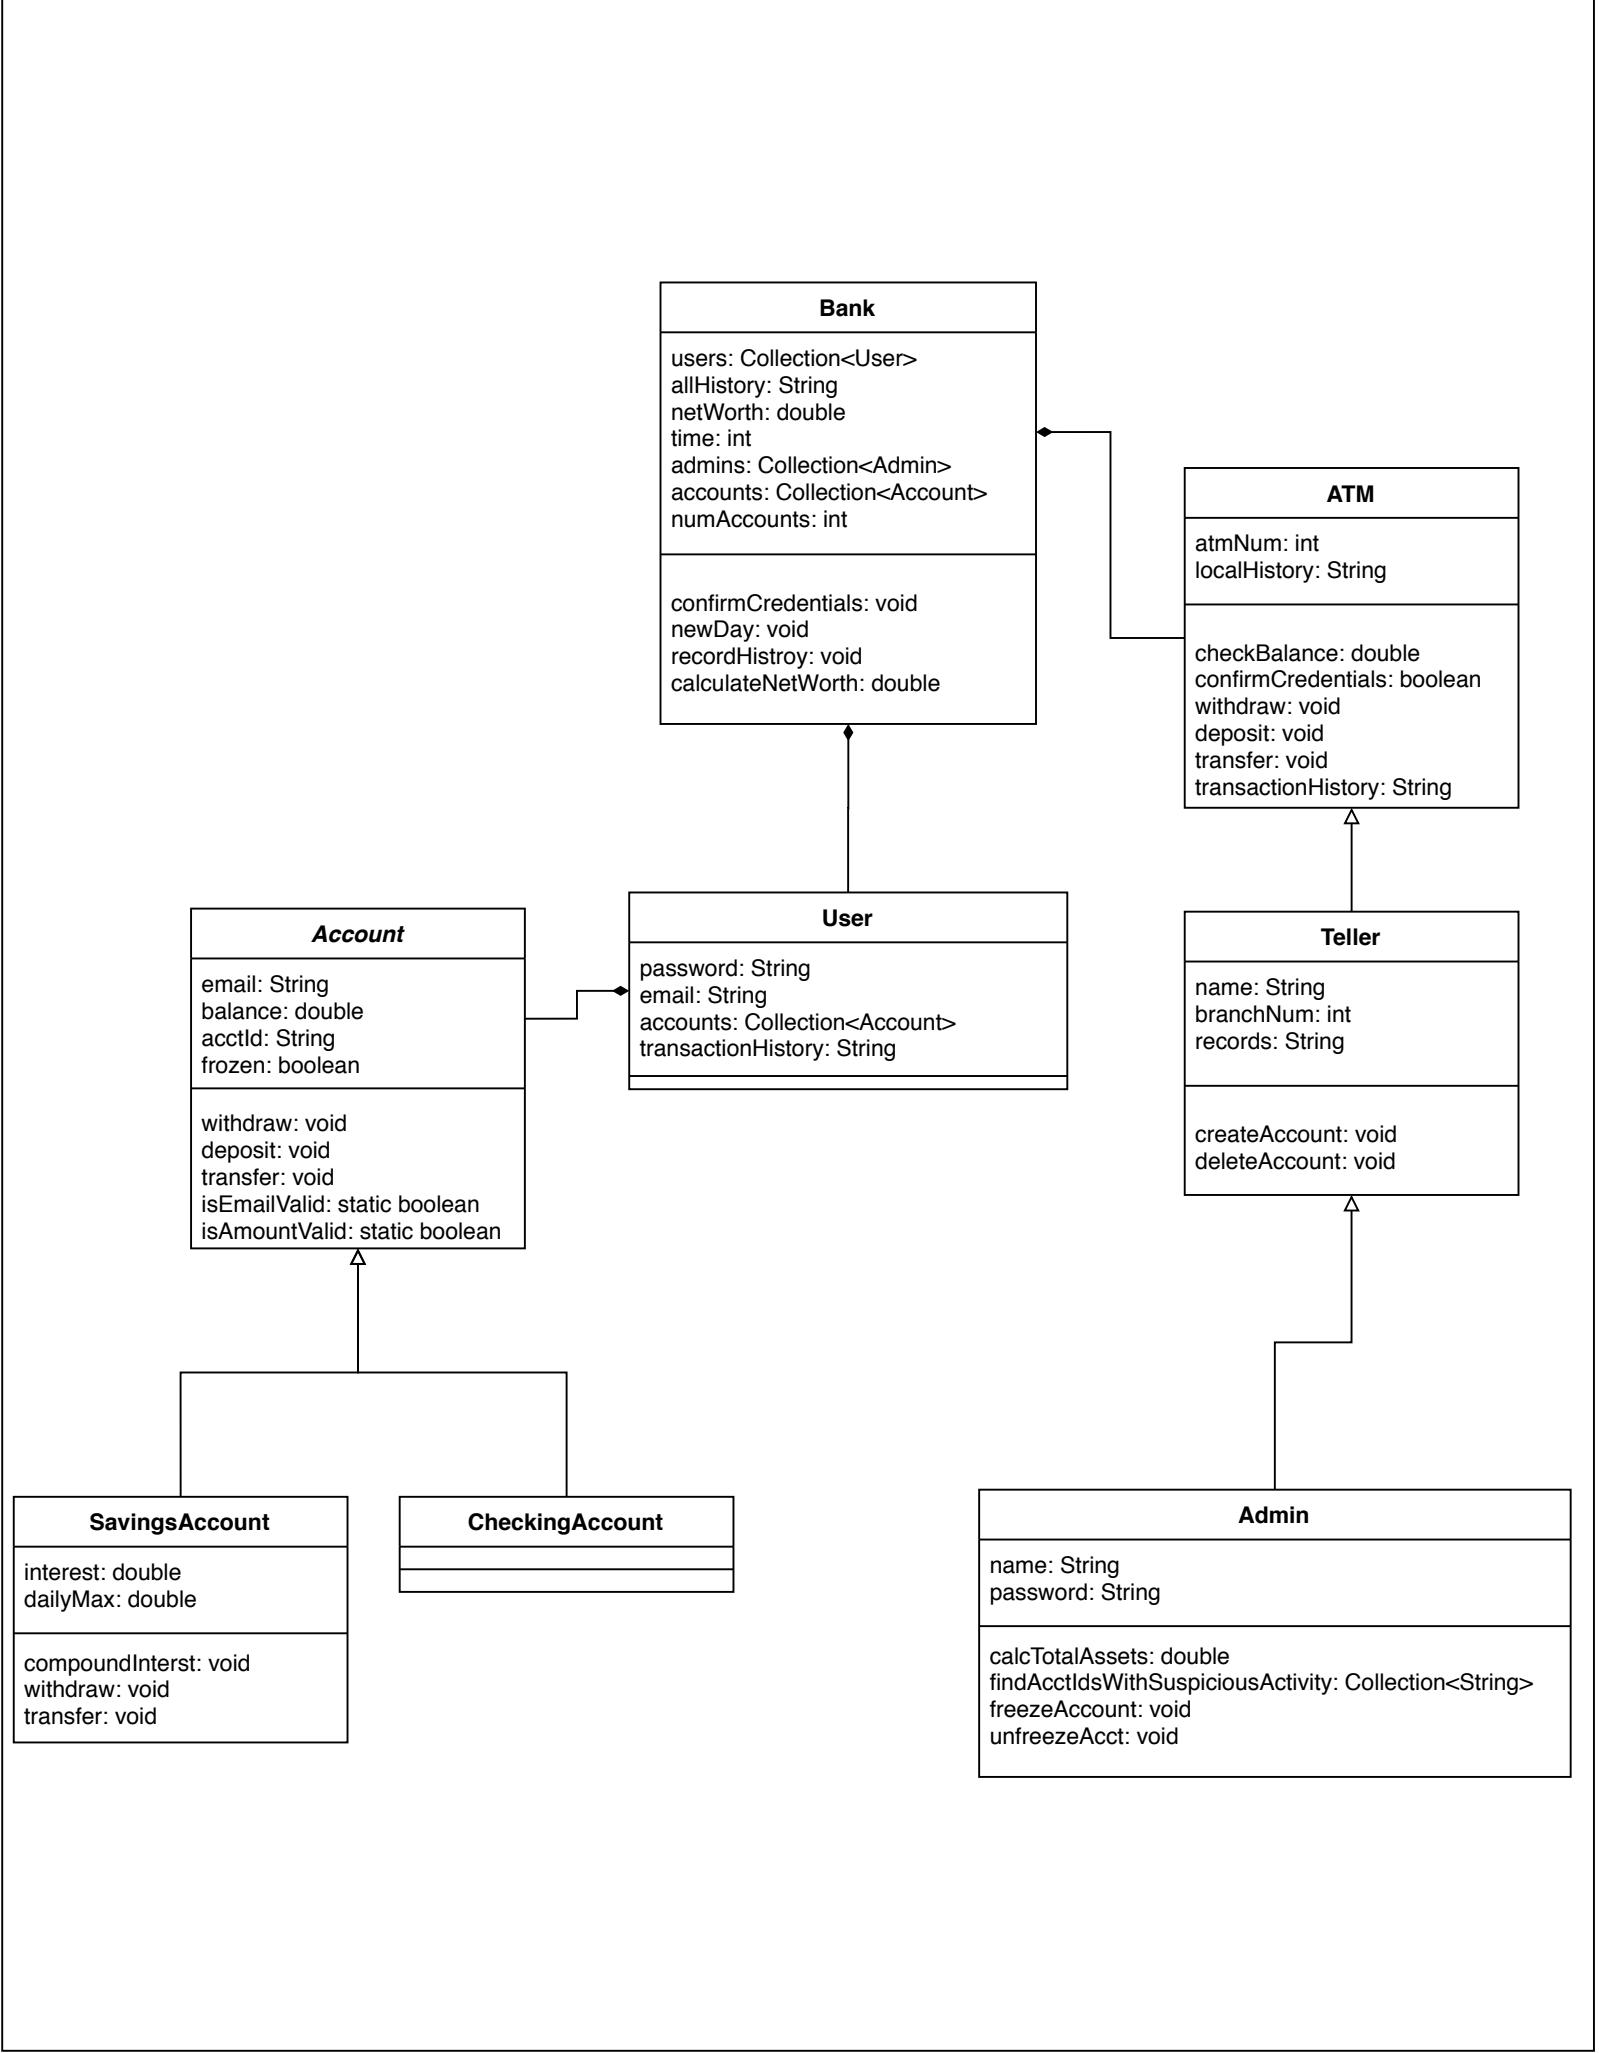 Bank
users: Collection<User>
allHistory: String
netWorth: double
time: int
admins: Collection<Admin>
accounts: Collection<Account>
numAccounts: int
confirmCredentials: void
newDay: void
recordHistroy: void
calculateNetWorth: double
ATM
atmNum: int
localHistory: String
checkBalance: double
confirmCredentials: boolean
withdraw: void
deposit: void
transfer: void
transactionHistory: String
Account
email: String
balance: double
acctId: String
frozen: boolean
withdraw: void
deposit: void
transfer: void
isEmailValid: static boolean
isAmountValid: static boolean
User
password: String
email: String
accounts: Collection<Account>
transactionHistory: String
Teller
name: String
branchNum: int
records: String
createAccount: void
deleteAccount: void
SavingsAccount
interest: double
dailyMax: double
compoundInterst: void
withdraw: void
transfer: void
CheckingAccount
Admin
name: String
password: String
calcTotalAssets: double
findAcctIdsWithSuspiciousActivity: Collection<String>
freezeAccount: void
unfreezeAcct: void